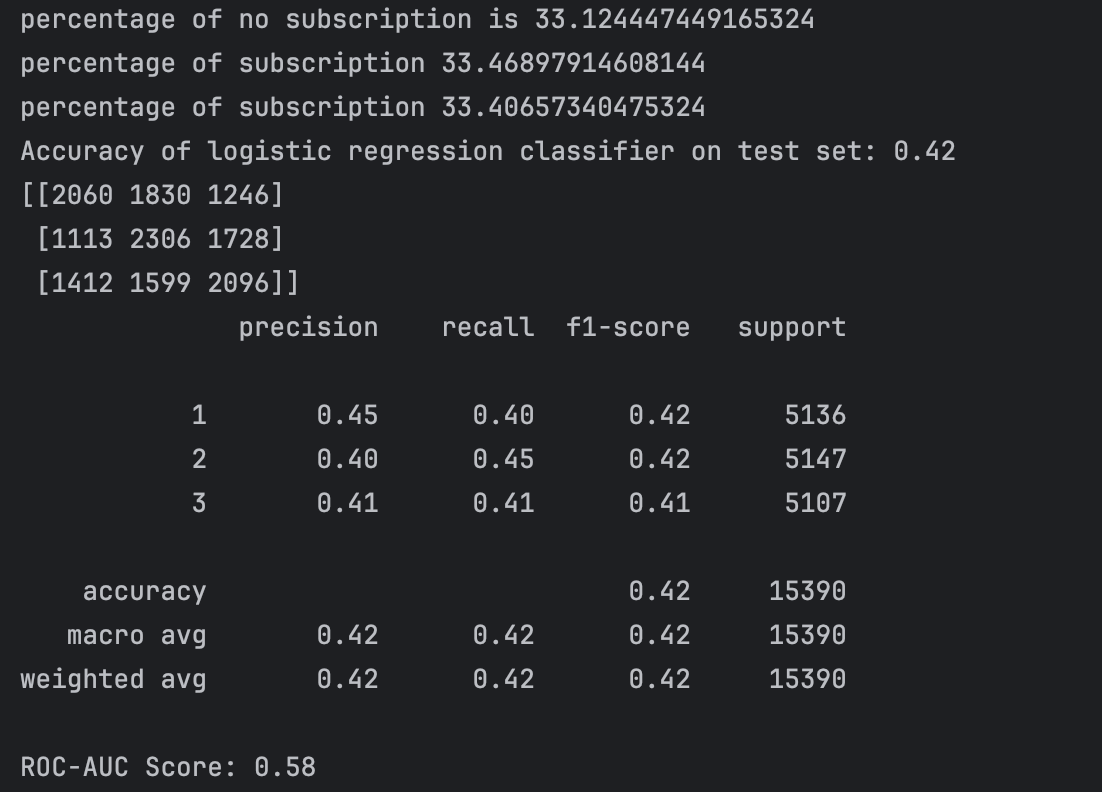 percentage of no subscription is 33.124447449165324
percentage of subscription 33.46897914608144
percentage of subscription 33.40657340475324
Accuracy of logistic regression classifier on test set: 0.42
[[2060 1830 1246]
 [1113 2306 1728]
 [1412 1599 2096]]
              precision    recall  f1-score   support
           1       0.45      0.40      0.42      5136
           2       0.40      0.45      0.42      5147
           3       0.41      0.41      0.41      5107
    accuracy                           0.42     15390
   macro avg       0.42      0.42      0.42     15390
weighted avg       0.42      0.42      0.42     15390
ROC-AUC Score: 0.58